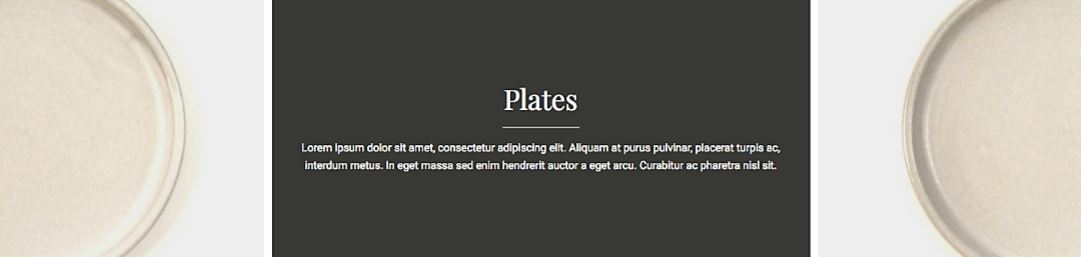 Plates
Lorem ipsum dolor sit amet, consectetur adipiscing elit. Aliquam at purus pulvinar, placerat turpis ac,
interdum metus. In eget massa sed enim hendrerit auctor a eget arcu. Curabitur ac pharetra nisl sit.